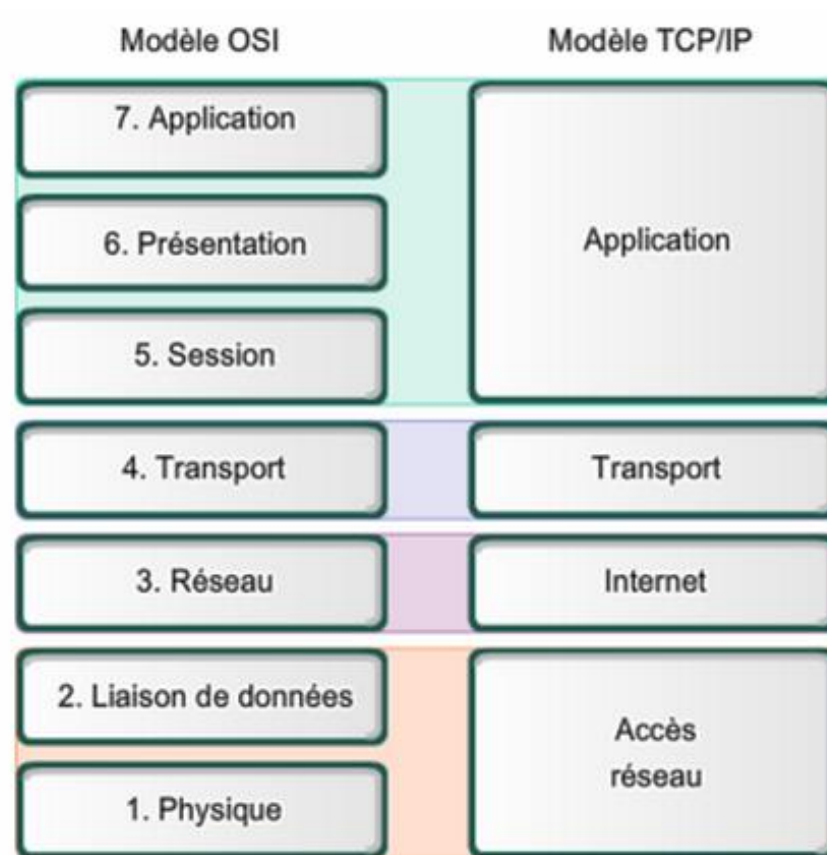 Modèle OSI
Modèle TCP/IP
7. Application
6. Présentation
5. Session
4. Transport
3. Réseau
2. Liaison de données
1. Physique
Application
Transport
Internet
Accès
réseau